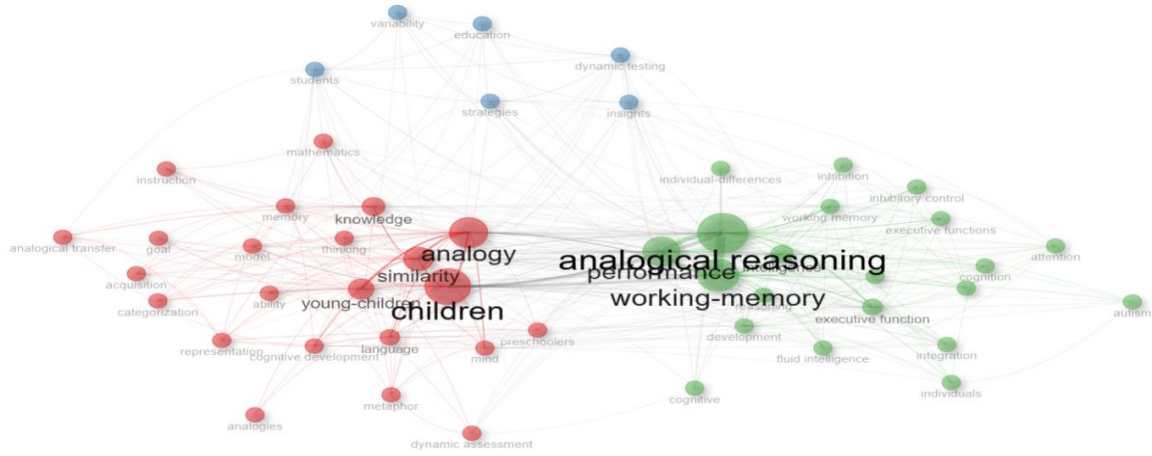 variability
education
dynamic testing
students
strategies
insights
mathematics
instruction
individual-differences
inhibition
inhibitory control
memory
knowledge
working memory
executive functions
analogical transfer
goal
model
thinking
analogy
analogical reasoning
attention
similarity
performance
intelligence
cognition
acquisition
categorization
ability
young-children
children
working-memory
reasoning
executive function
autism
representation
cognitive development
language
mind
preschoolers
development
fluid intelligence
integration
individuals
metaphor
cognitive
analogies
dynamic assessment